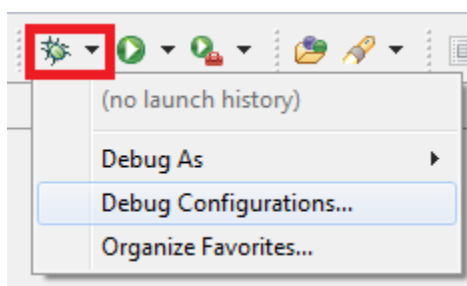 (no launch history)
Debug As
Debug Configurations...
Organize Favorites...